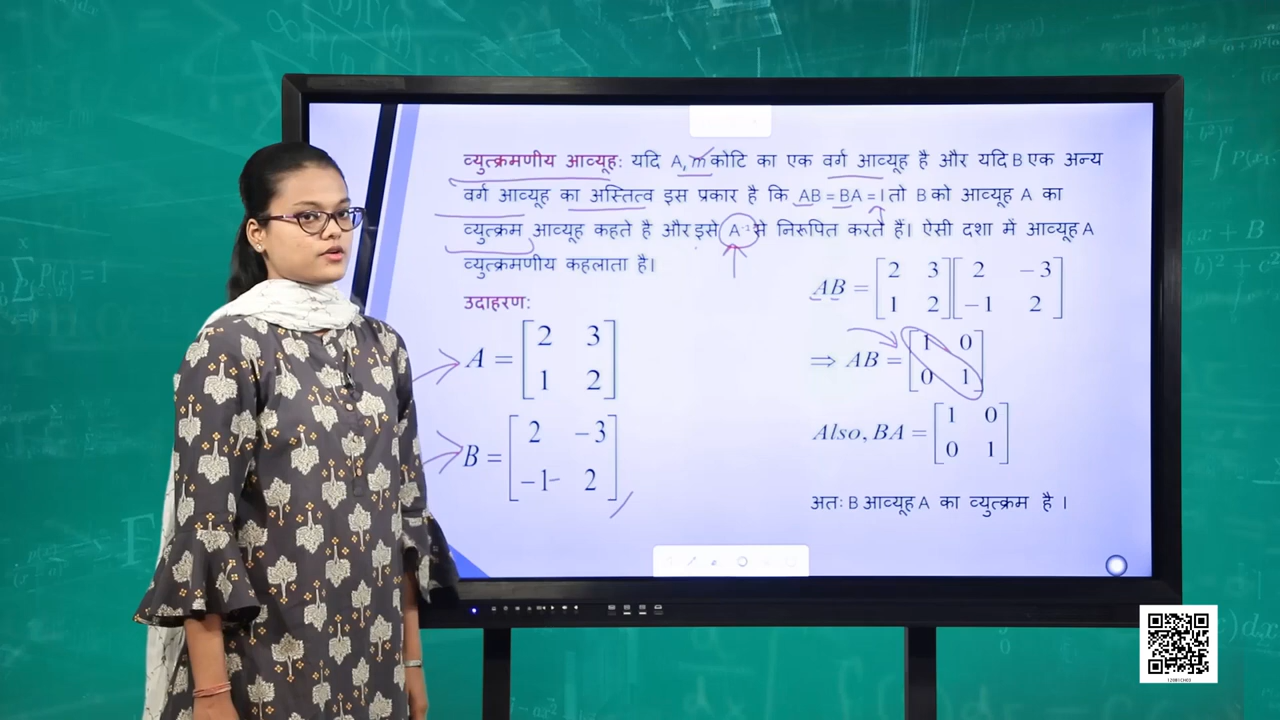 व्युत्क्रमणीय आव्यूह: यदि A, m कोटि का एक वर्ग आव्यूह है और यदि B एक अन्य
वर्ग आव्यूह का अस्तित्व इस प्रकार है कि AB = BA = I तो B को आव्यूह A का
व्युत्क्रम आव्यूह कहते है और इसे A⁻¹ से निरूपित करते हैं। ऐसी दशा में आव्यूह A
व्युत्क्रमणीय कहलाता है।
उदाहरण:
A = [2 3
1 2]
B = [2 -3
-1 2]
AB = [2 3 ][ 2 -3
1 2 ][ -1 2]
⇒ AB = [1 0
0 1]
Also, BA = [1 0
0 1]
अतः B आव्यूह A का व्युत्क्रम है ।